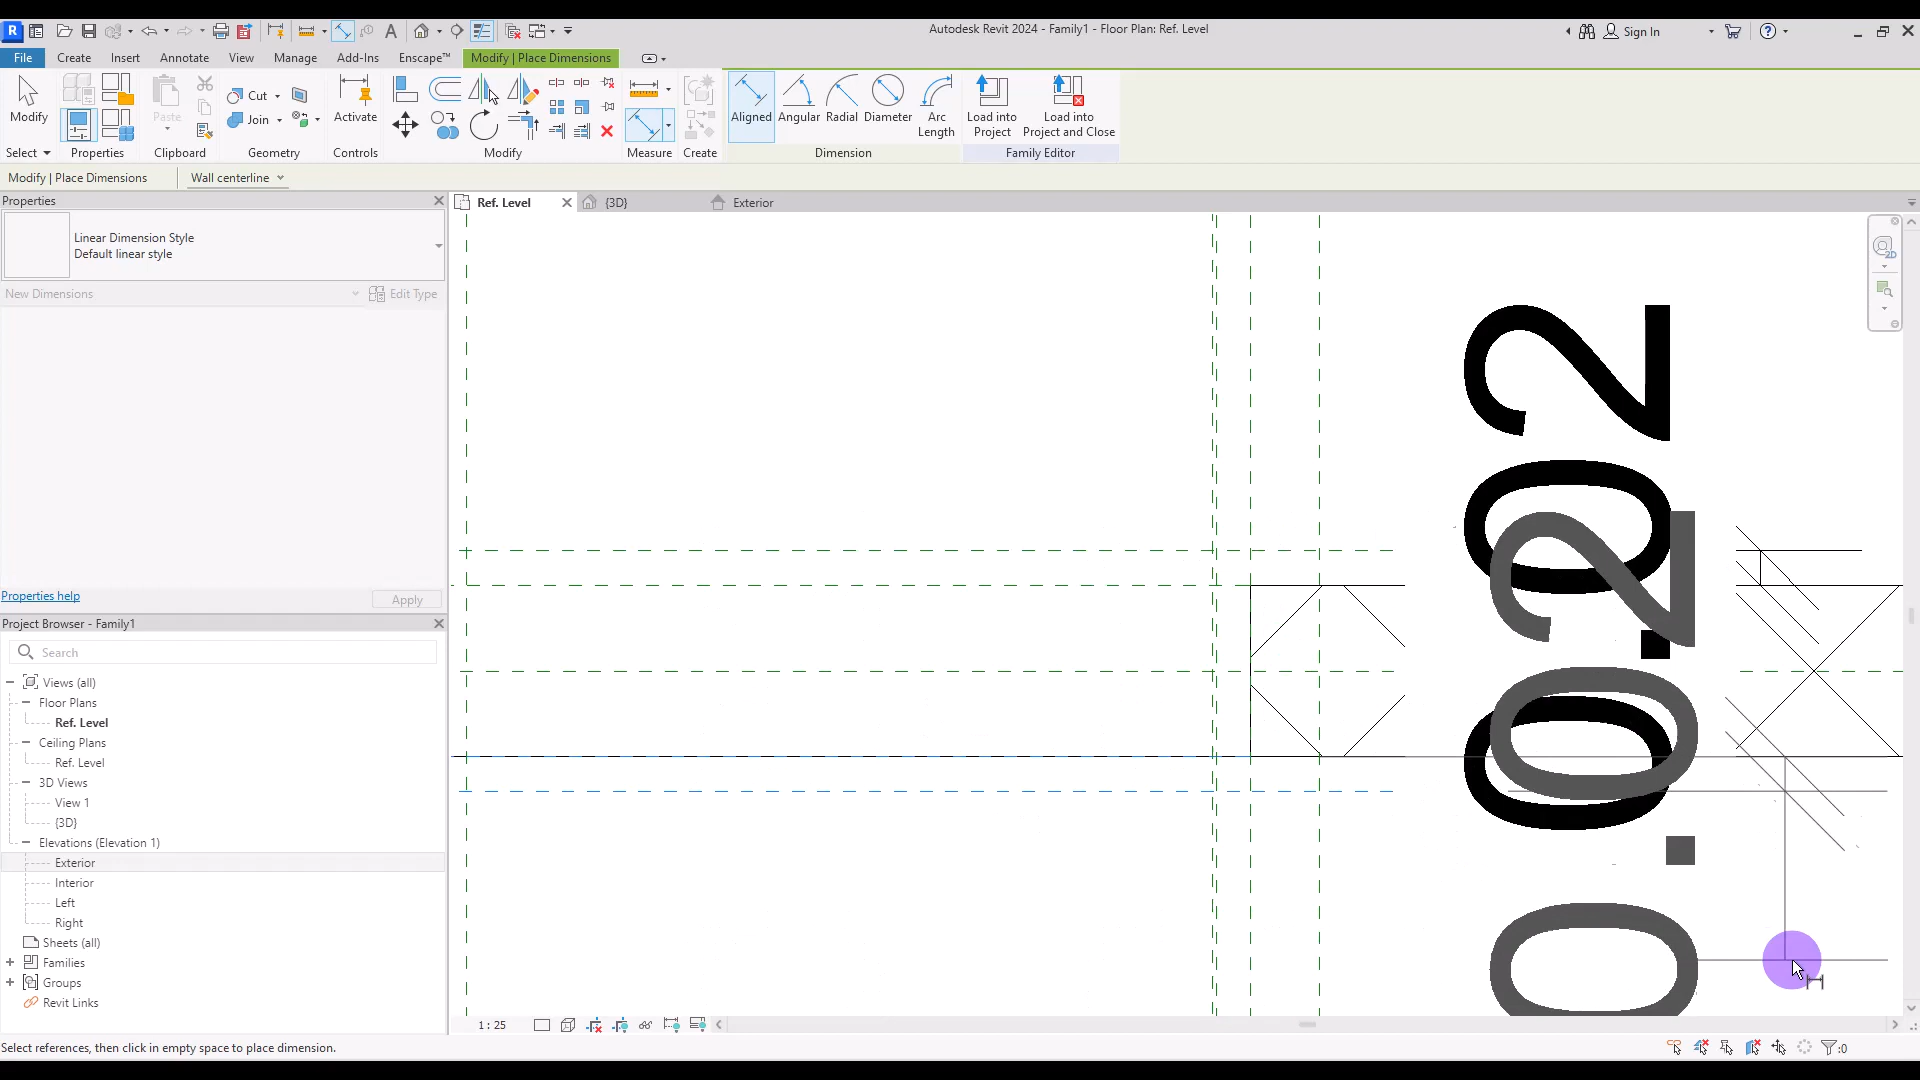 Autodesk Revit 2024 - Family1 - Floor Plan: Ref. Level
Sign In
File
Create
Insert
Annotate
View
Manage
Add-Ins
Enscape™
Modify | Place Dimensions
Modify
Paste
Cut
Join
Activate
Aligned
Angular
Radial
Diameter
Arc
Length
Load into
Project
Load into
Project and Close
Select
Properties
Clipboard
Geometry
Controls
Modify
Measure
Create
Dimension
Family Editor
Modify | Place Dimensions
Wall centerline
Properties
Linear Dimension Style
Default linear style
New Dimensions
Edit Type
Properties help
Apply
Project Browser - Family1
Search
Views (all)
Floor Plans
Ref. Level
Ceiling Plans
Ref. Level
3D Views
View 1
{3D}
Elevations (Elevation 1)
Exterior
Interior
Left
Right
Sheets (all)
Families
Groups
Revit Links
Ref. Level
{3D}
Exterior
2D
0.02
0.02
1 : 25
Select references, then click in empty space to place dimension.
:0